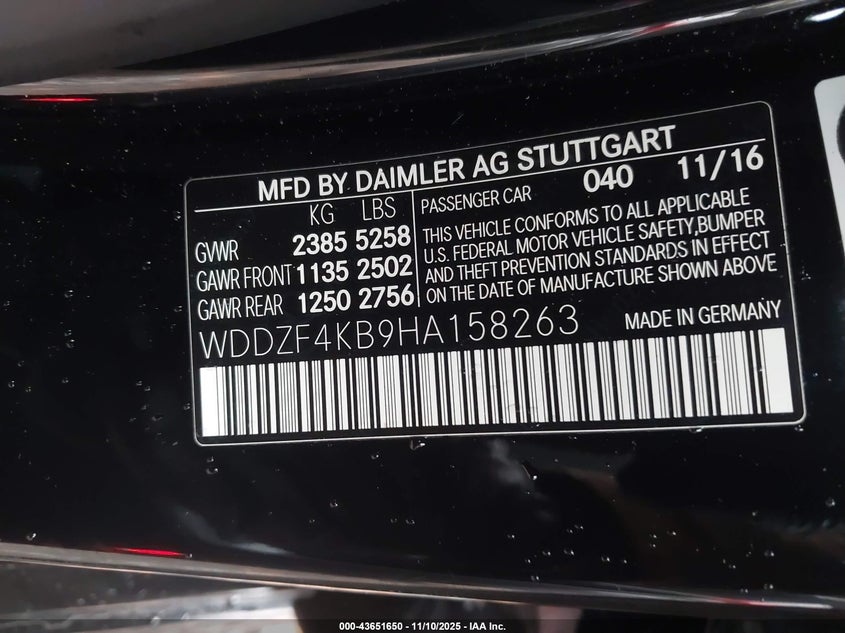 MFD BY DAIMLER AG STUTTGART
KG LBS
GVWR 2385 5258
GAWR FRONT 1135 2502
GAWR REAR 1250 2756
PASSENGER CAR 040 11/16
THIS VEHICLE CONFORMS TO ALL APPLICABLE
U.S. FEDERAL MOTOR VEHICLE SAFETY,BUMPER
AND THEFT PREVENTION STANDARDS IN EFFECT
ON THE DATE OF MANUFACTURE SHOWN ABOVE
WDDZF4KB9HA158263 MADE IN GERMANY
000-43651650 - 11/10/2025 - IAA Inc.